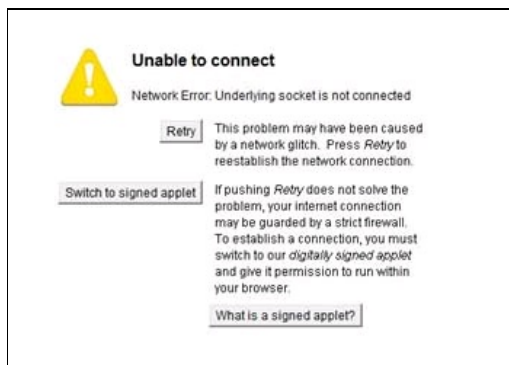 Unable to connect
Network Error: Underlying socket is not connected
Retry
This problem may have been caused
by a network glitch. Press Retry to
reestablish the network connection.
Switch to signed applet
If pushing Retry does not solve the
problem, your internet connection
may be guarded by a strict firewall.
To establish a connection, you must
switch to our digitally signed applet
and give it permission to run within
your browser.
What is a signed applet?